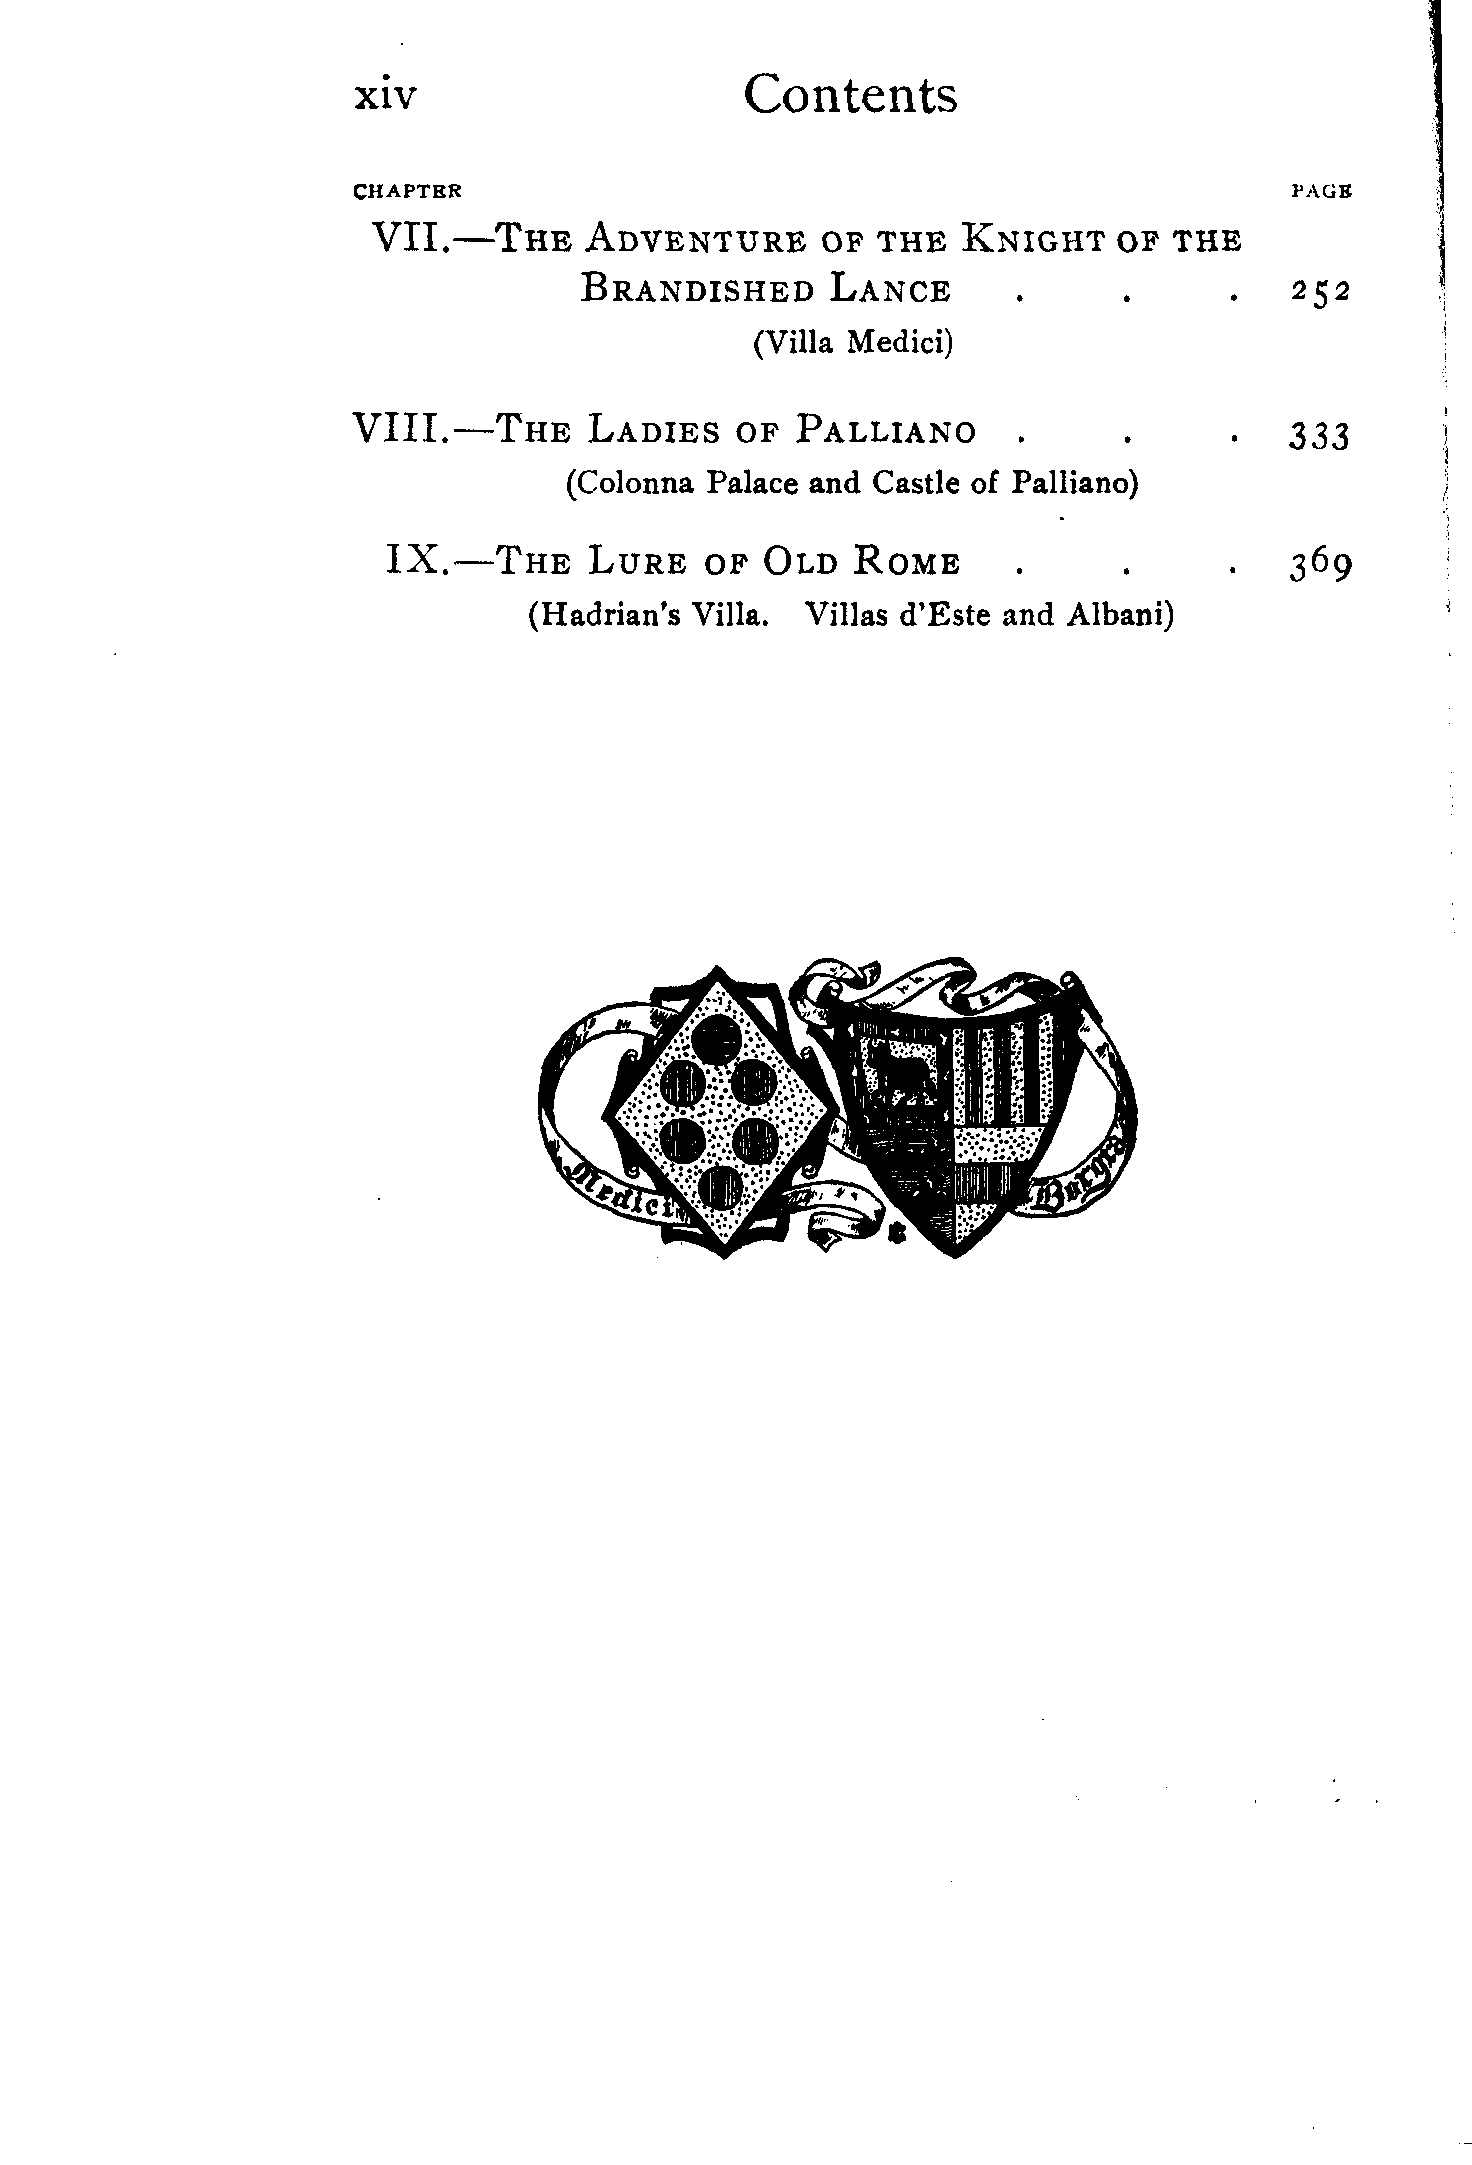 xiv Contents
CHAPTER PAGE
VII.—THE ADVENTURE OF THE KNIGHT OF THE
BRANDISHED LANCE . . . 252
(Villa Medici)
VIII.—THE LADIES OF PALLIANO . . . 333
(Colonna Palace and Castle of Palliano)
IX.—THE LURE OF OLD ROME . . . 369
(Hadrian's Villa. Villas d'Este and Albani)
Medici
Borgia